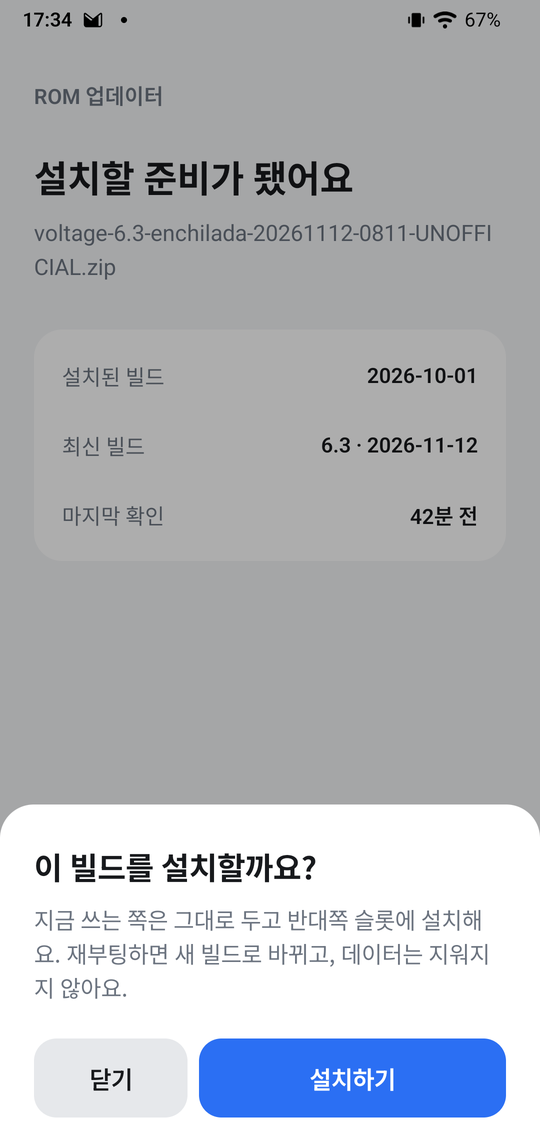 17:34
67%
ROM 업데이터
설치할 준비가 됐어요
voltage-6.3-enchilada-20261112-0811-UNOFFI
CIAL.zip
설치된 빌드 2026-10-01
최신 빌드 6.3 · 2026-11-12
마지막 확인 42분 전
이 빌드를 설치할까요?
지금 쓰는 쪽은 그대로 두고 반대쪽 슬롯에 설치해
요. 재부팅하면 새 빌드로 바뀌고, 데이터는 지워지
지 않아요.
닫기 설치하기